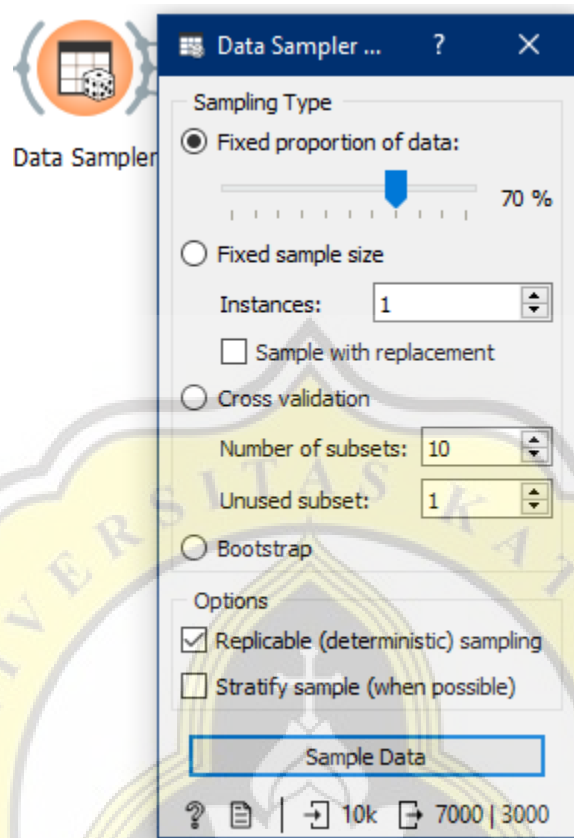 Data Sampler ... ? ×
Data Sampler
Sampling Type
Fixed proportion of data:
70 %
Fixed sample size
Instances: 1
Sample with replacement
Cross validation
Number of subsets: 10
Unused subset: 1
Bootstrap
Options
Replicable (deterministic) sampling
Stratify sample (when possible)
Sample Data
? 10k 7000 | 3000
VERSITAS KAT